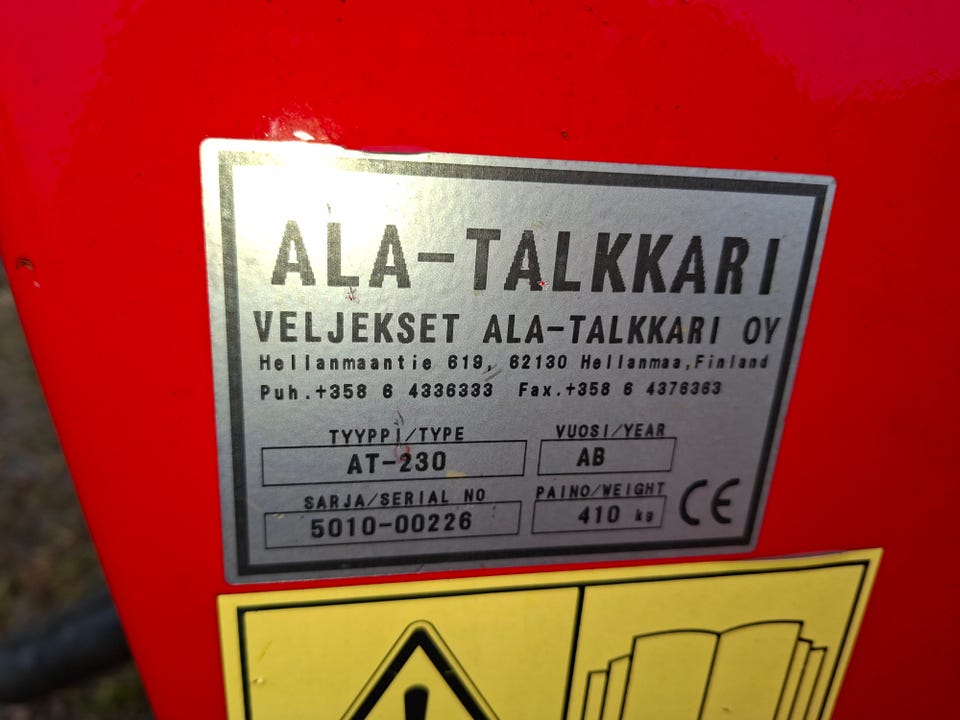 ALA-TALKKARI
VELJEKSET ALA-TALKKARI OY
Hellanmaantie 619, 62130 Hellanmaa,Finland
Puh.+358 6 4336333 Fax.+358 6 4376363
TYYPPI/TYPE VUOSI/YEAR
AT-230 AB
SARJA/SERIAL NO PAINO/WEIGHT
5010-00226 410 kg CE